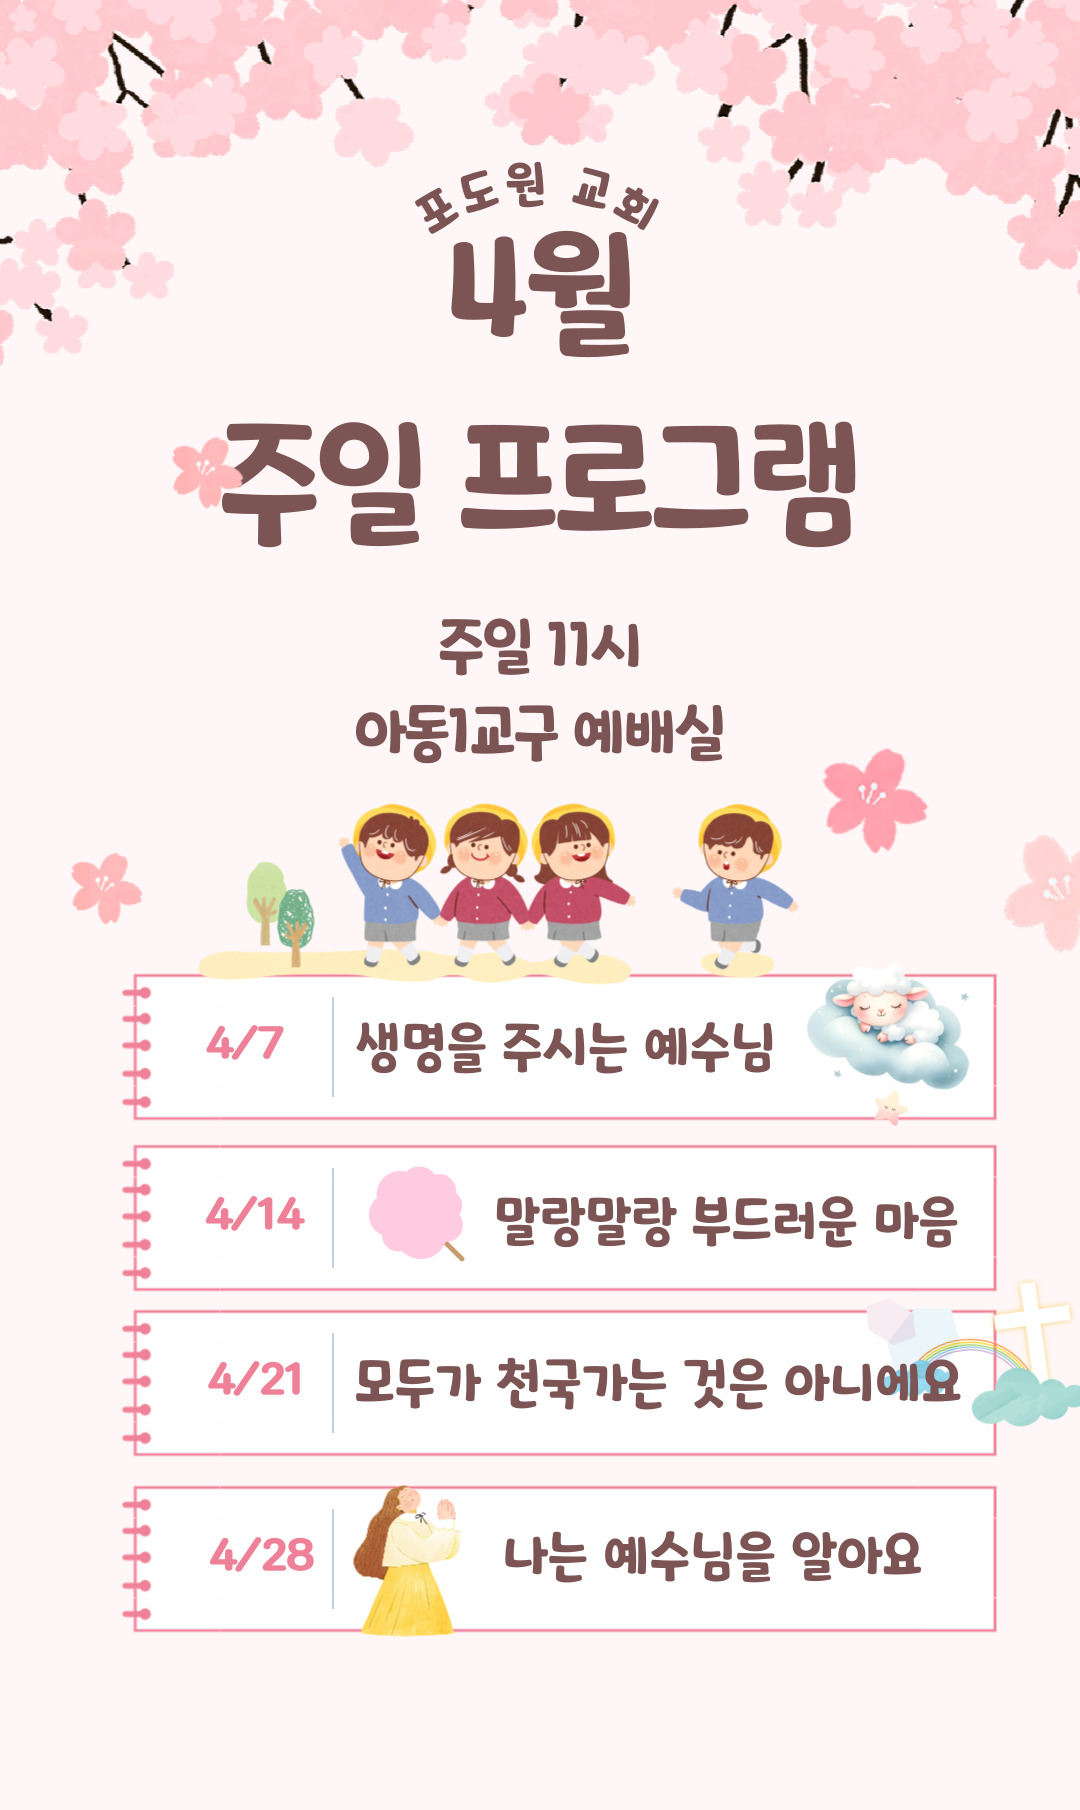 포도원 교회
4월
주일 프로그램
주일 11시
아동1교구 예배실
4/7 생명을 주시는 예수님
4/14 말랑말랑 부드러운 마음
4/21 모두가 천국가는 것은 아니에요
4/28 나는 예수님을 알아요